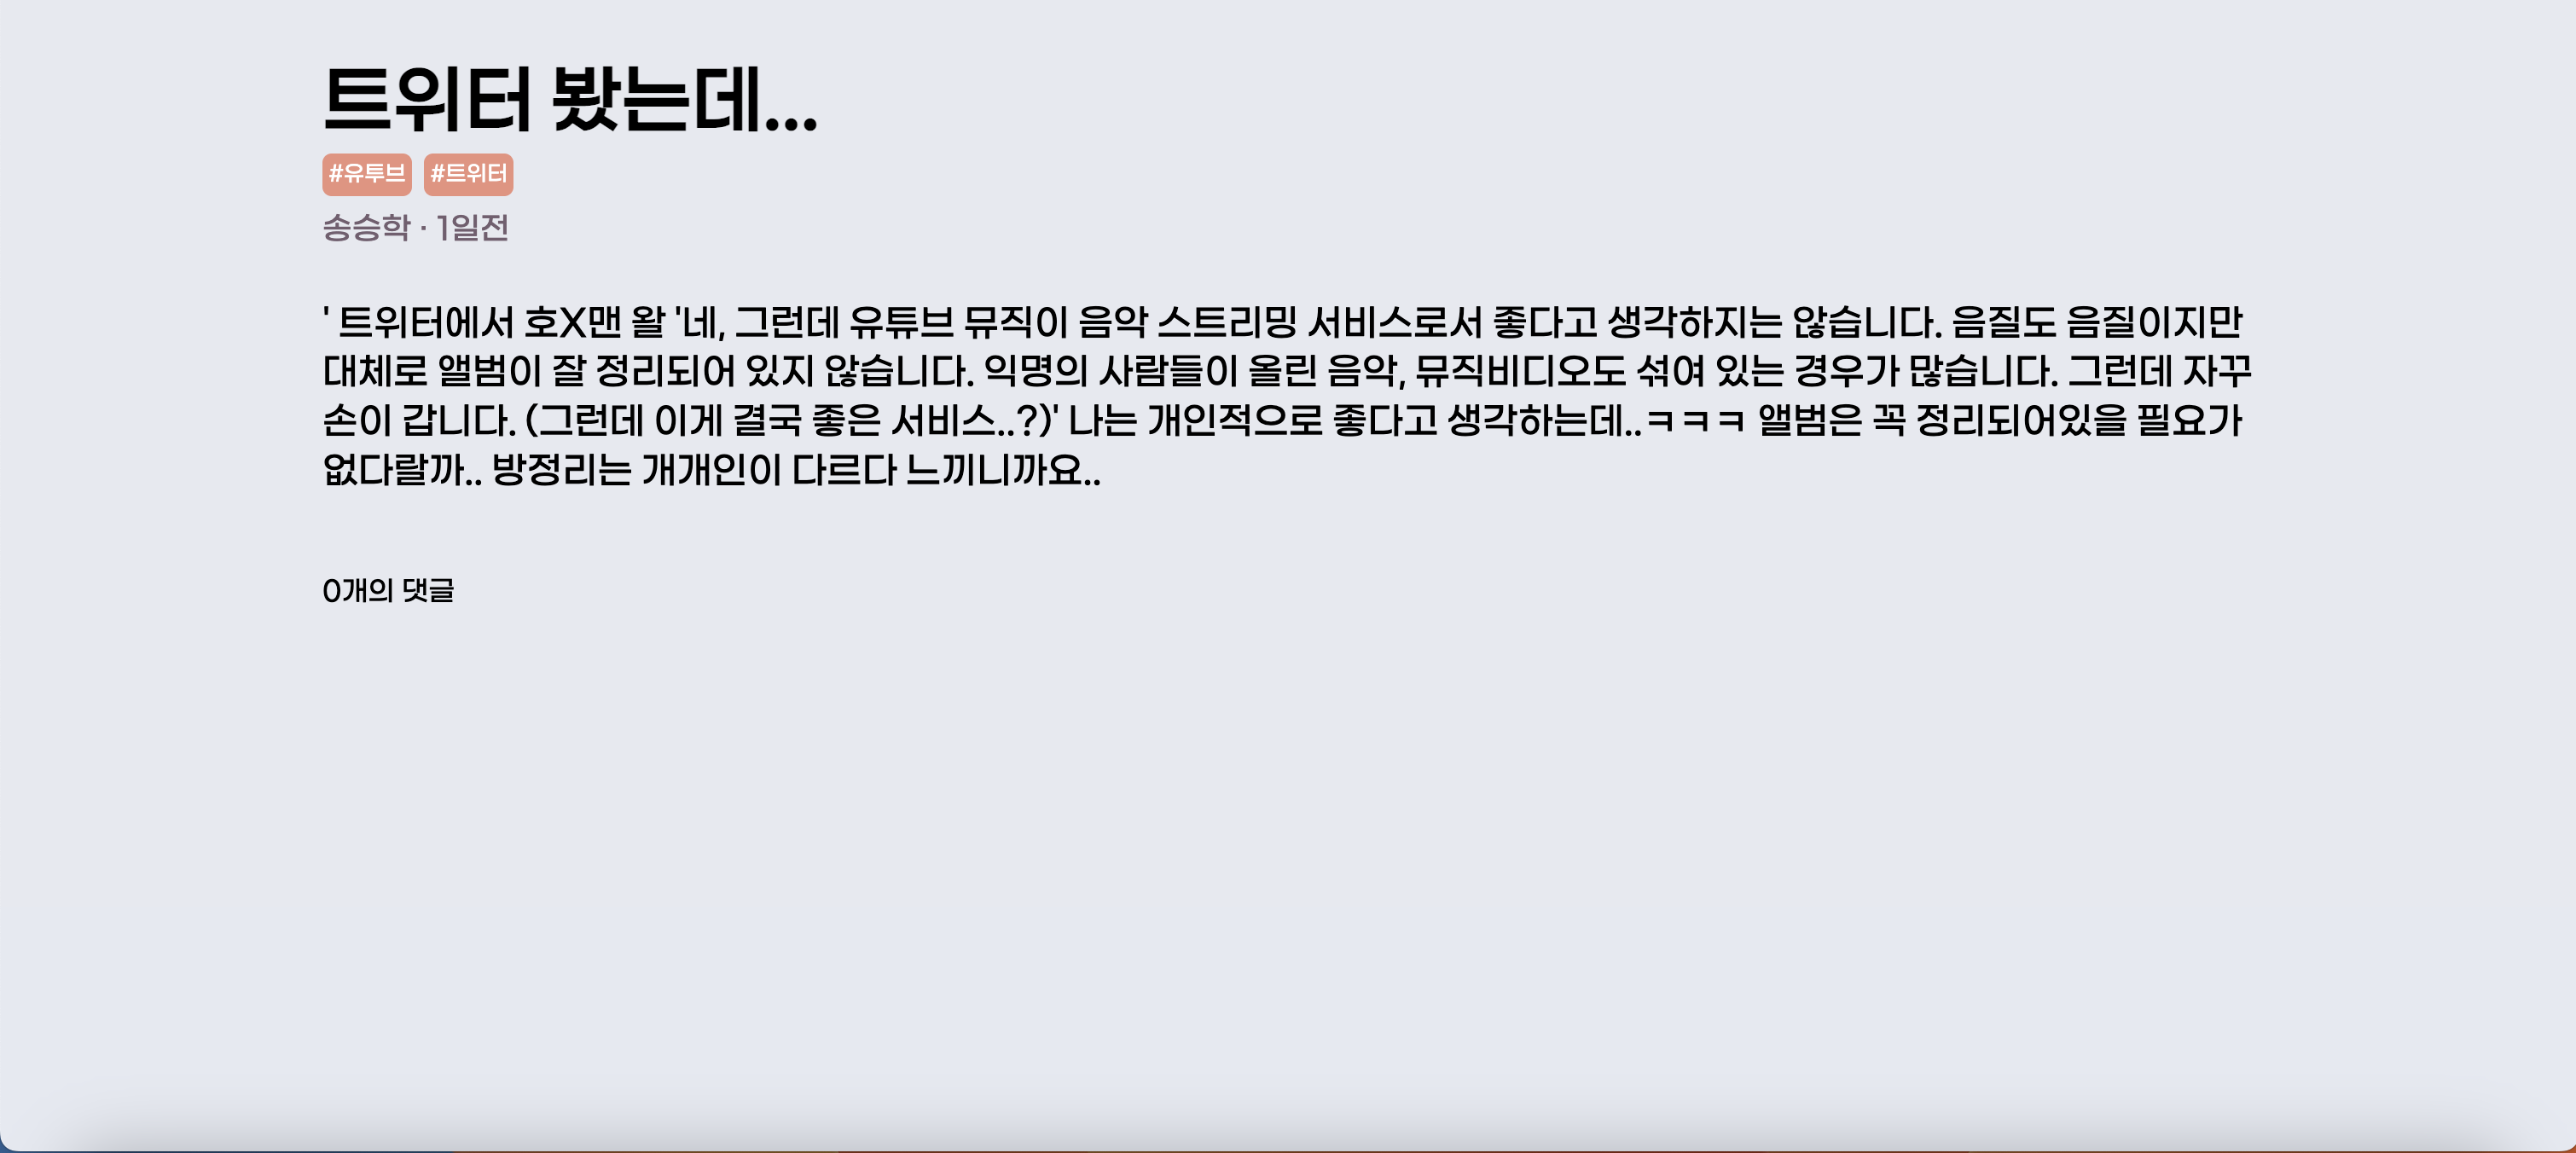 트위터 봤는데...
#유투브 #트위터
송승학 · 1일전
' 트위터에서 호X맨 왈 '네, 그런데 유튜브 뮤직이 음악 스트리밍 서비스로서 좋다고 생각하지는 않습니다. 음질도 음질이지만
대체로 앨범이 잘 정리되어 있지 않습니다. 익명의 사람들이 올린 음악, 뮤직비디오도 섞여 있는 경우가 많습니다. 그런데 자꾸
손이 갑니다. (그런데 이게 결국 좋은 서비스..?)' 나는 개인적으로 좋다고 생각하는데..ㅋㅋㅋ 앨범은 꼭 정리되어있을 필요가
없다랄까.. 방정리는 개개인이 다르다 느끼니까요..
0개의 댓글